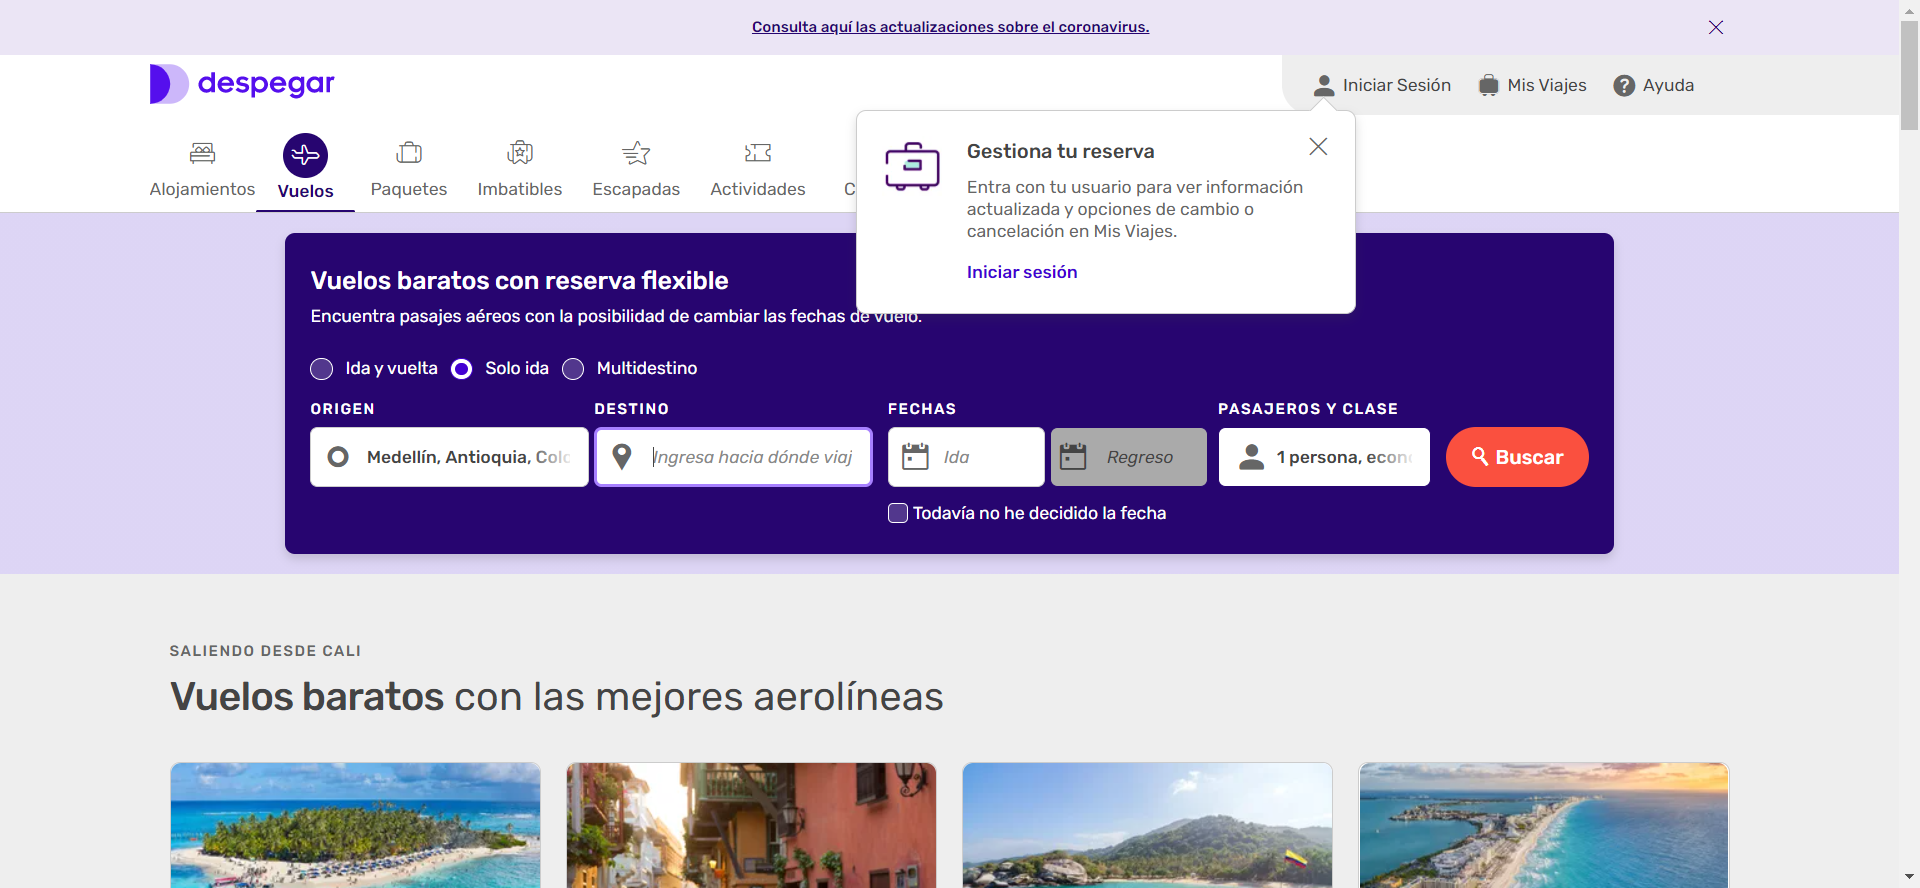 Consulta aquí las actualizaciones sobre el coronavirus.
despegar
Iniciar Sesión
Mis Viajes
Ayuda
Alojamientos
Vuelos
Paquetes
Imbatibles
Escapadas
Actividades
C
Gestiona tu reserva
Entra con tu usuario para ver información
actualizada y opciones de cambio o
cancelación en Mis Viajes.
Iniciar sesión
Vuelos baratos con reserva flexible
Encuentra pasajes aéreos con la posibilidad de cambiar las fechas de vuelo.
Ida y vuelta
Solo ida
Multidestino
ORIGEN
DESTINO
FECHAS
PASAJEROS Y CLASE
Medellín, Antioquia, Colo
Ingresa hacia dónde viaj
Ida
Regreso
1 persona, econ
Buscar
Todavía no he decidido la fecha
SALIENDO DESDE CALI
Vuelos baratos con las mejores aerolíneas